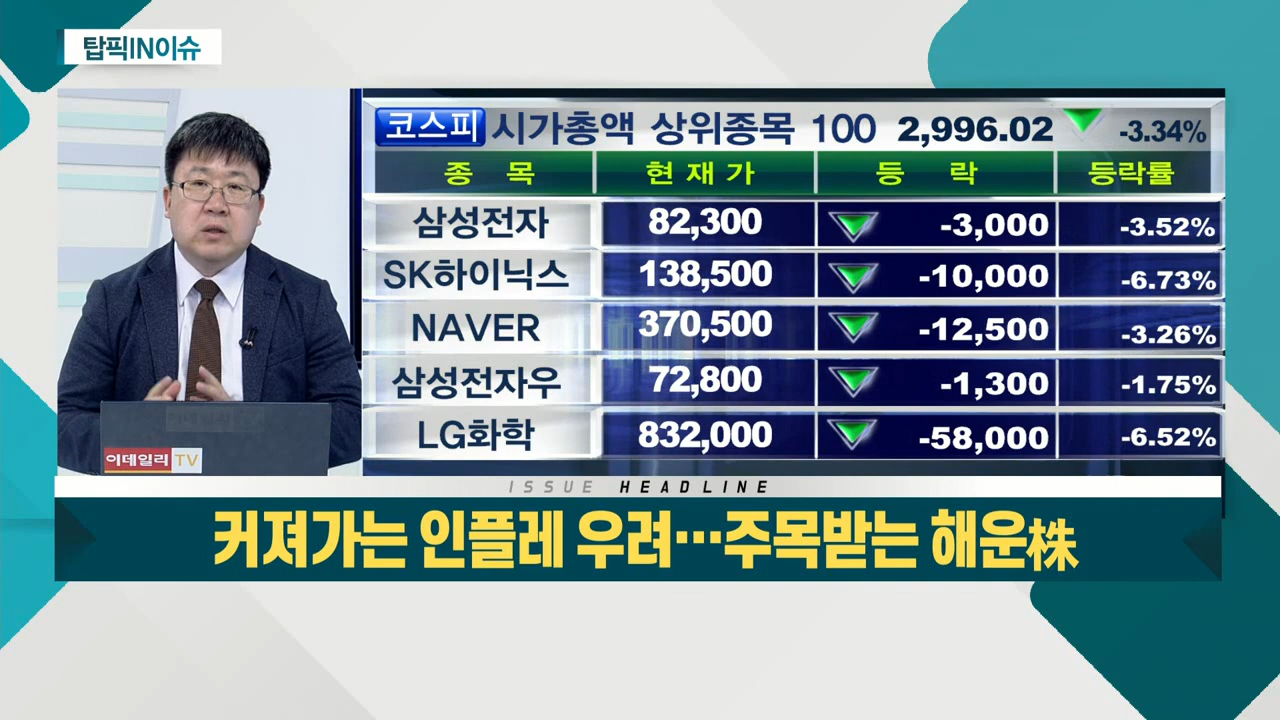 탑픽IN이슈
코스피 시가총액 상위종목 100 2,996.02 -3.34%
종 목 현재가 등 락 등락률
삼성전자 82,300 -3,000 -3.52%
SK하이닉스 138,500 -10,000 -6.73%
NAVER 370,500 -12,500 -3.26%
삼성전자우 72,800 -1,300 -1.75%
LG화학 832,000 -58,000 -6.52%
이데일리TV
ISSUE HEADLINE
커져가는 인플레 우려…주목받는 해운株